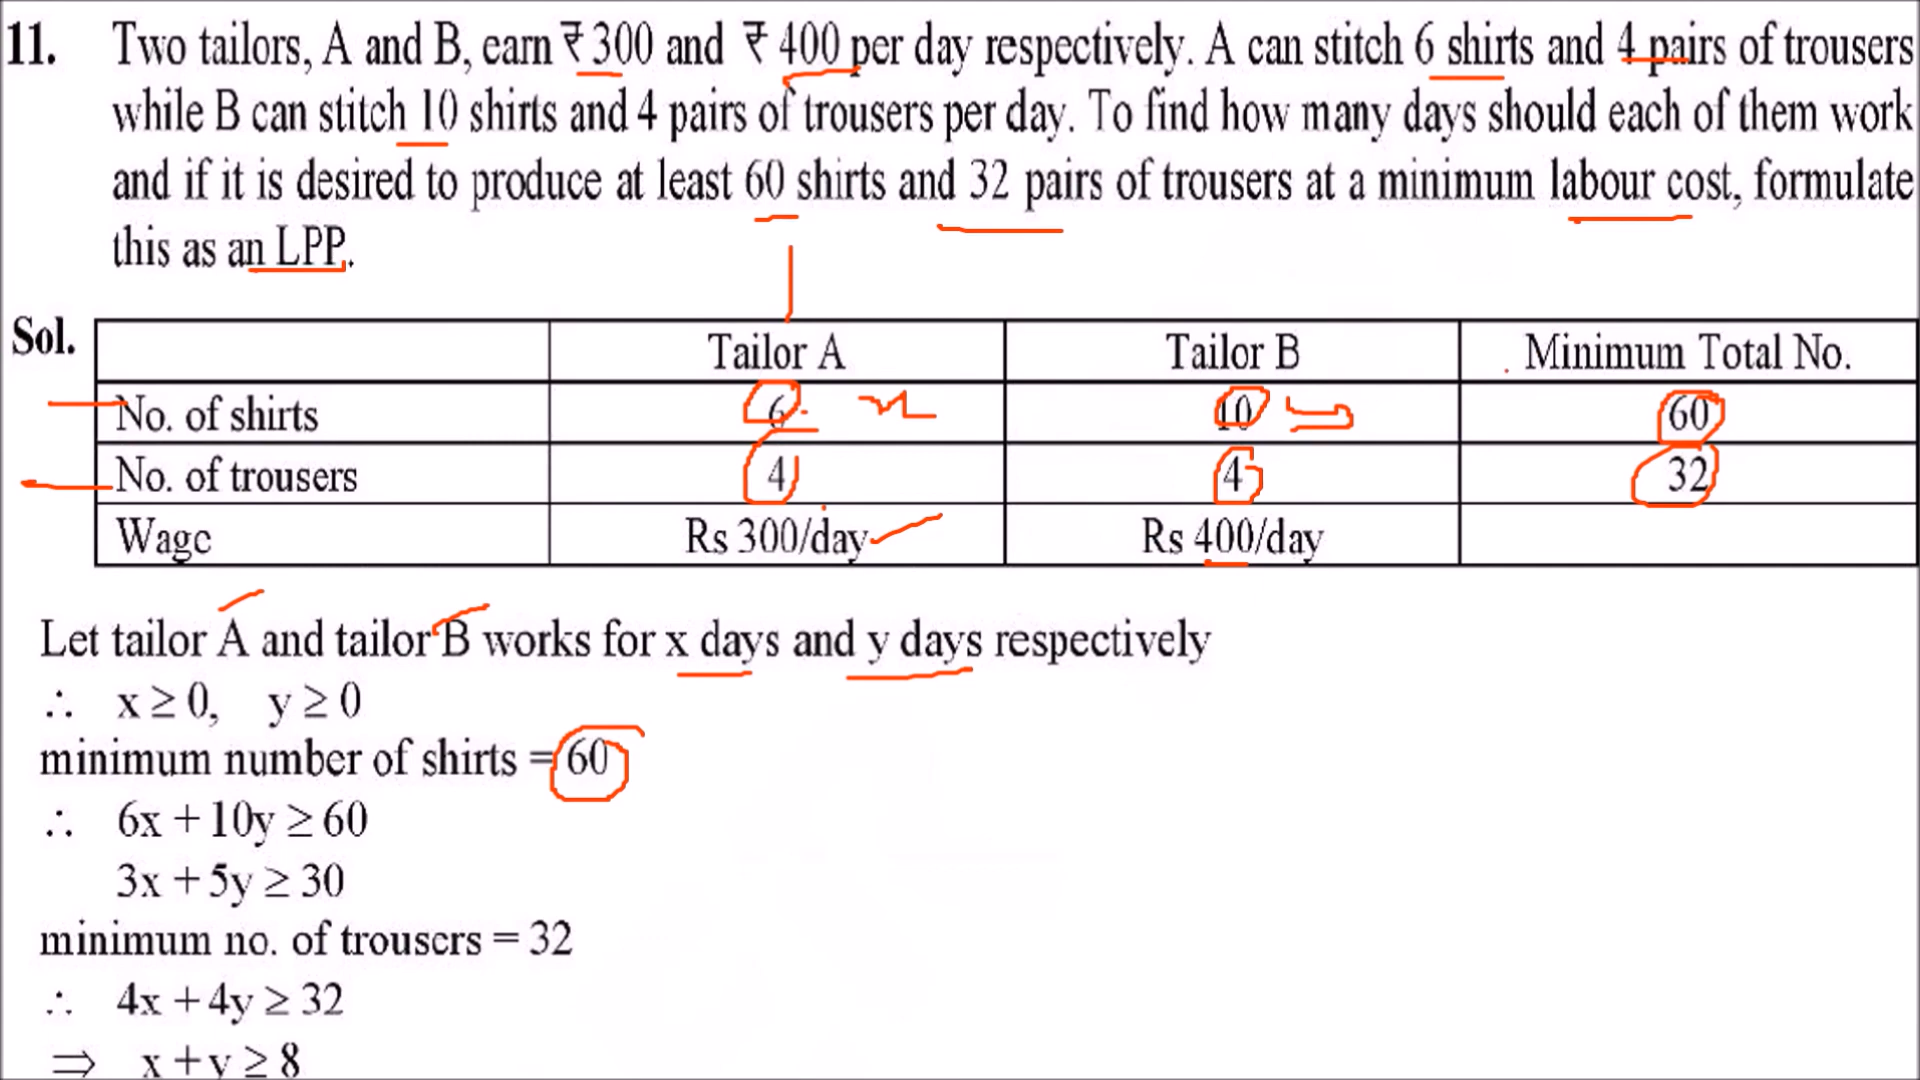 11. Two tailors, A and B, earn ₹ 300 and ₹ 400 per day respectively. A can stitch 6 shirts and 4 pairs of trousers
while B can stitch 10 shirts and 4 pairs of trousers per day. To find how many days should each of them work
and if it is desired to produce at least 60 shirts and 32 pairs of trousers at a minimum labour cost, formulate
this as an LPP.
Sol. Tailor A Tailor B Minimum Total No.
No. of shirts 6 x 10 y 60
No. of trousers 4 4 32
Wage Rs 300/day Rs 400/day
Let tailor A and tailor B works for x days and y days respectively
∴ x ≥ 0, y ≥ 0
minimum number of shirts = 60
∴ 6x + 10y ≥ 60
3x + 5y ≥ 30
minimum no. of trousers = 32
∴ 4x + 4y ≥ 32
⇒ x + y ≥ 8